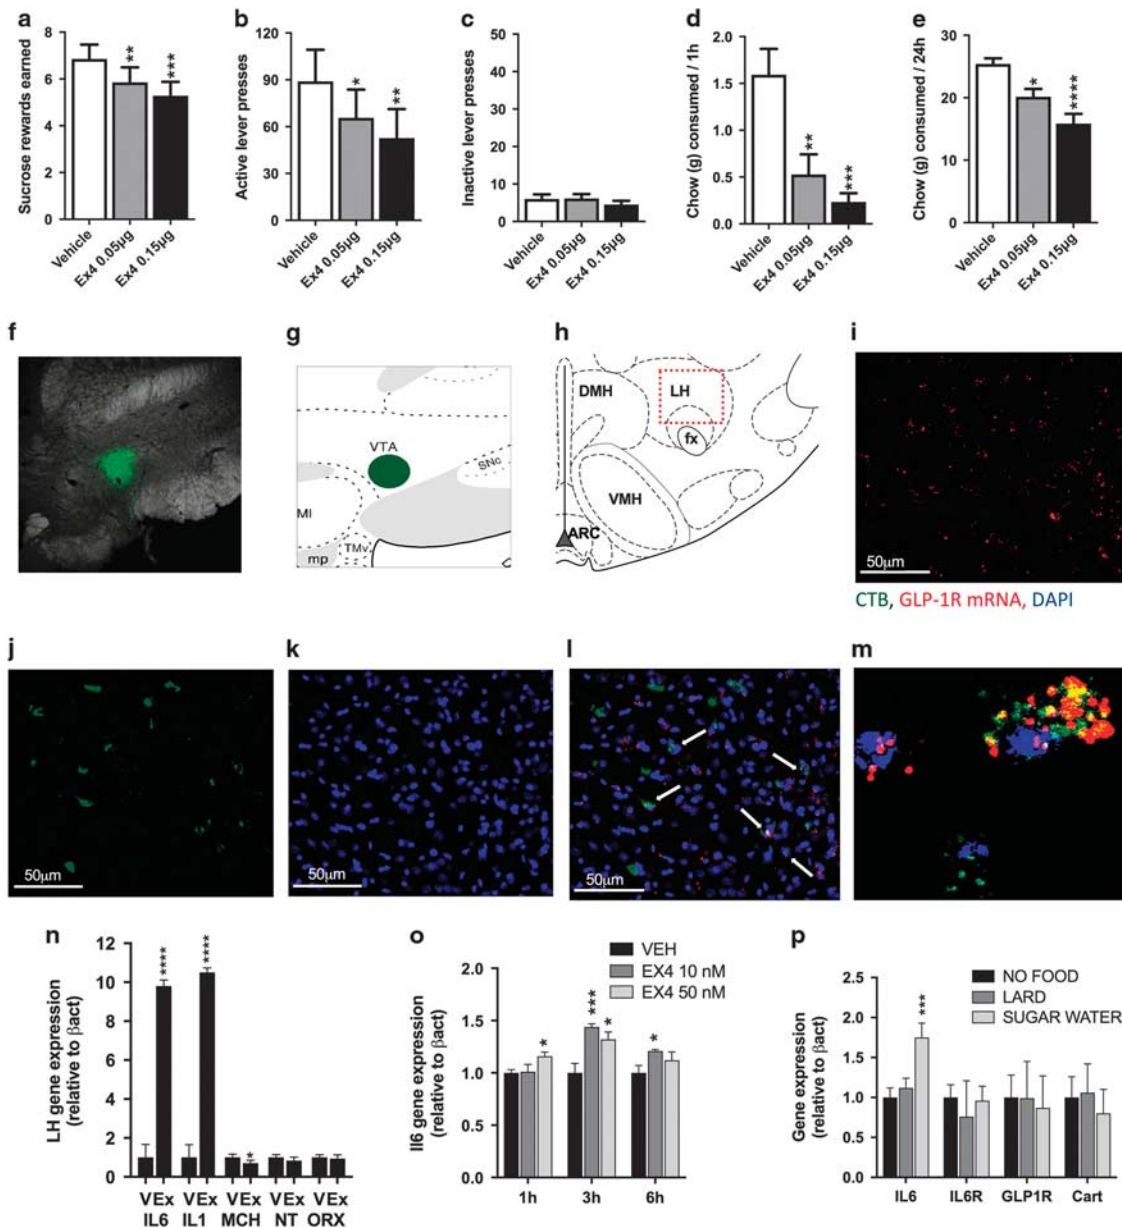 a
b
c
d
e
Sucrose rewards earned
8
6
4
2
0
**
***
Vehicle
Ex4 0.05µg
Ex4 0.15µg
Active lever presses
120
90
60
30
0
*
**
Vehicle
Ex4 0.05µg
Ex4 0.15µg
Inactive lever presses
50
40
30
20
10
0
Vehicle
Ex4 0.05µg
Ex4 0.15µg
Chow (g) consumed / 1h
2.0
1.5
1.0
0.5
0.0
**
***
Vehicle
Ex4 0.05µg
Ex4 0.15µg
Chow (g) consumed / 24h
30
20
10
0
*
****
Vehicle
Ex4 0.05µg
Ex4 0.15µg
f
g
h
i
VTA
SNc
MI
TMv
mp
DMH
LH
fx
VMH
ARC
50µm
CTB, GLP-1R mRNA, DAPI
j
k
l
m
50µm
50µm
50µm
n
o
p
LH gene expression
(relative to βact)
12
10
8
6
4
2
0
****
****
*
VEx VEx VEx VEx VEx
IL6 IL1 MCH NT ORX
Il6 gene expression
(relative to βact)
2.0
1.5
1.0
0.5
0.0
VEH
EX4 10 nM
EX4 50 nM
*
***
*
*
1h 3h 6h
Gene expression
(relative to βact)
2.5
2.0
1.5
1.0
0.5
0.0
NO FOOD
LARD
SUGAR WATER
***
IL6 IL6R GLP1R Cart